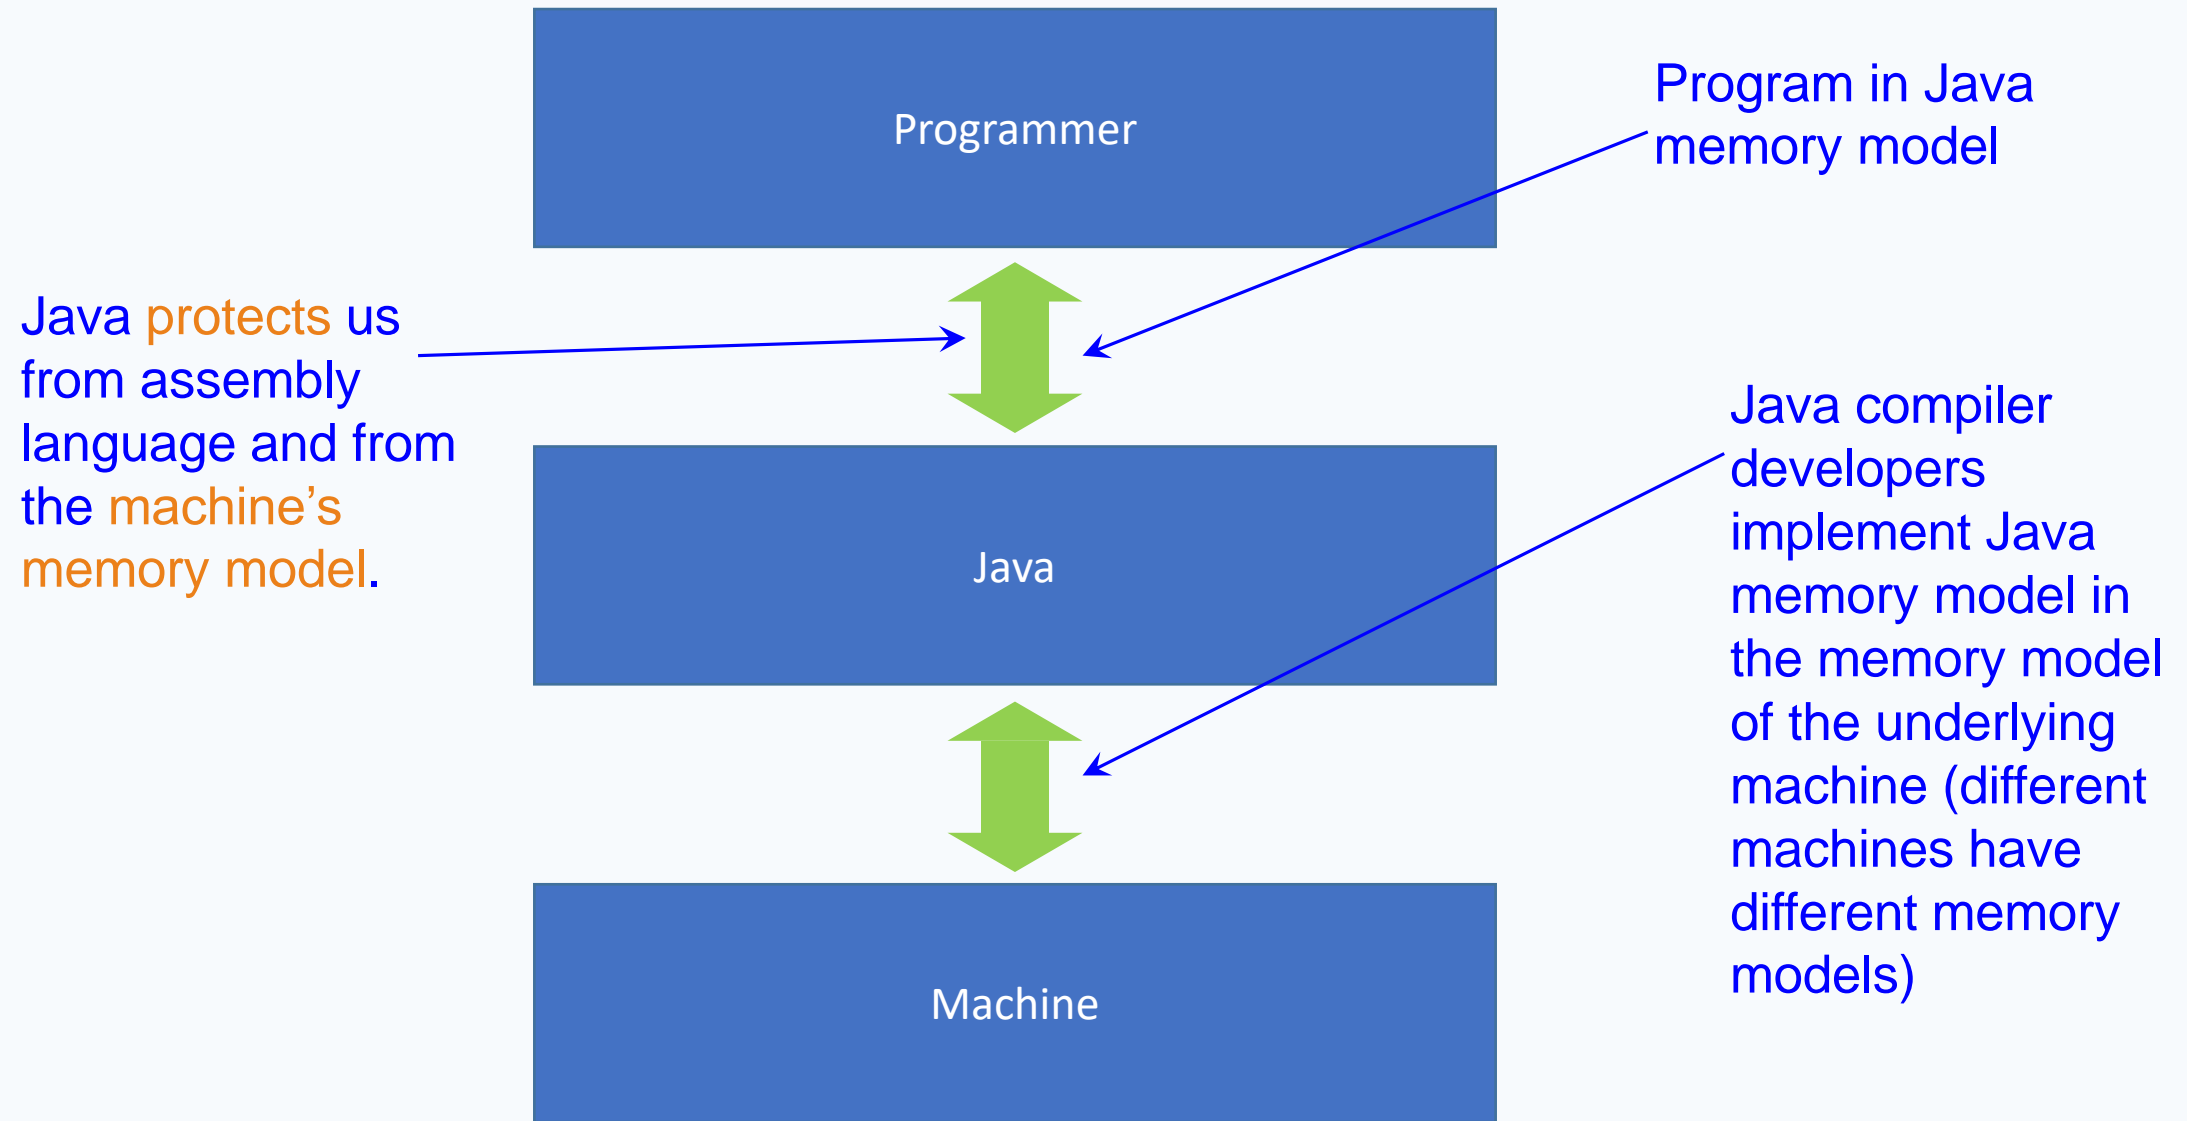 Programmer
Program in Java
memory model
Java protects us
from assembly
language and from
the machine’s
memory model.
Java
Java compiler
developers
implement Java
memory model in
the memory model
of the underlying
machine (different
machines have
different memory
models)
Machine